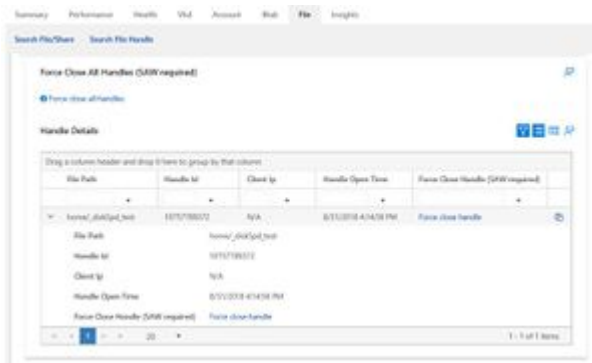 Summary Performance Health Account Blob File Insights
Search File/Share Search File Handle
Force Close All Handles (SAW required)
Force close all handles
Handle Details
Drag a column header and drop it here to group by that column
File Path Handle Id Client Ip Handle Open Time Force Close Handle (SAW required)
N/A Force close handle
File Path
Handle Id
Client Ip N/A
Handle Open Time
Force Close Handle (SAW required) Force close handle
1 20 1 - 1 of 1 items